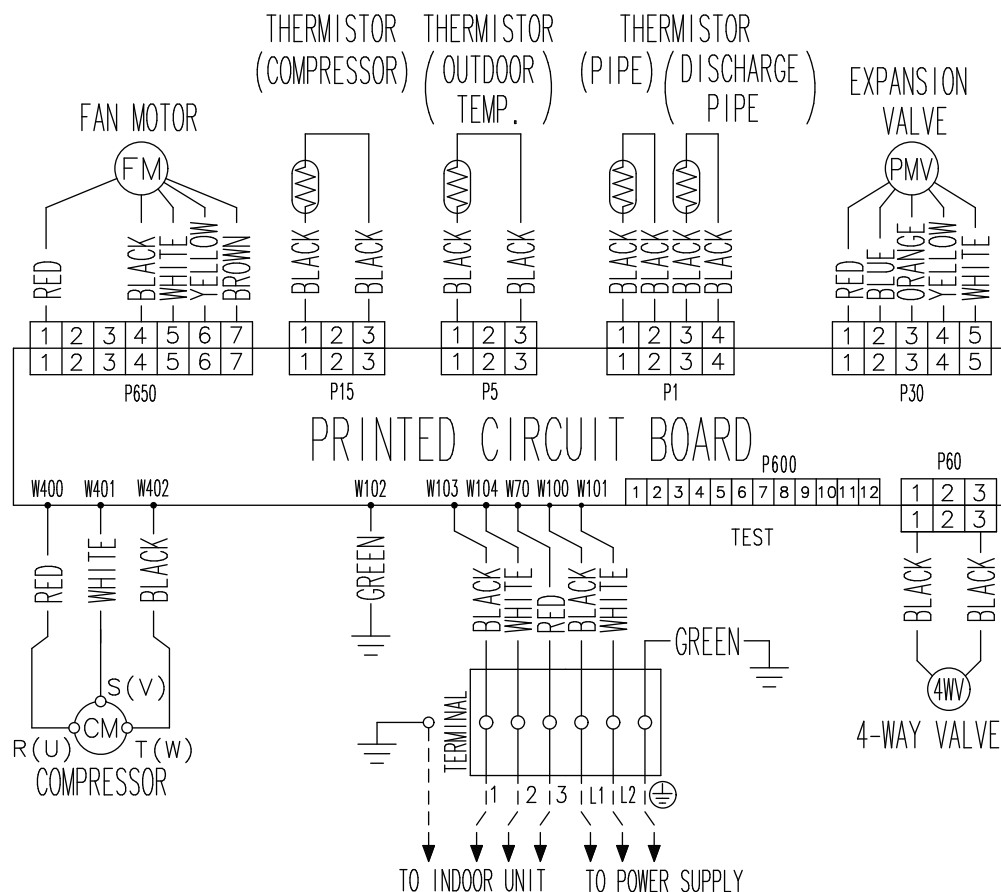 THERMISTOR THERMISTOR THERMISTOR
(COMPRESSOR) (OUTDOOR TEMP.) (PIPE) (DISCHARGE PIPE)
EXPANSION
VALVE
FAN MOTOR
FM
PMV
RED BLACK WHITE YELLOW BROWN
BLACK BLACK
BLACK BLACK
BLACK BLACK BLACK BLACK
RED BLUE ORANGE YELLOW WHITE
1 2 3 4 5 6 7 1 2 3 1 2 3 1 2 3 4 1 2 3 4 5
1 2 3 4 5 6 7 1 2 3 1 2 3 1 2 3 4 1 2 3 4 5
P650 P15 P5 P1 P30
PRINTED CIRCUIT BOARD
P600 P60
W400 W401 W402 W102 W103 W104 W70 W100 W101
1 2 3 4 5 6 7 8 9 10 11 12
1 2 3
1 2 3
TEST
RED WHITE BLACK
GREEN
BLACK WHITE RED BLACK WHITE
BLACK BLACK
GREEN
S(V)
CM
R(U) T(W)
COMPRESSOR
TERMINAL
4WV
4-WAY VALVE
1 2 3 L1 L2
TO INDOOR UNIT TO POWER SUPPLY